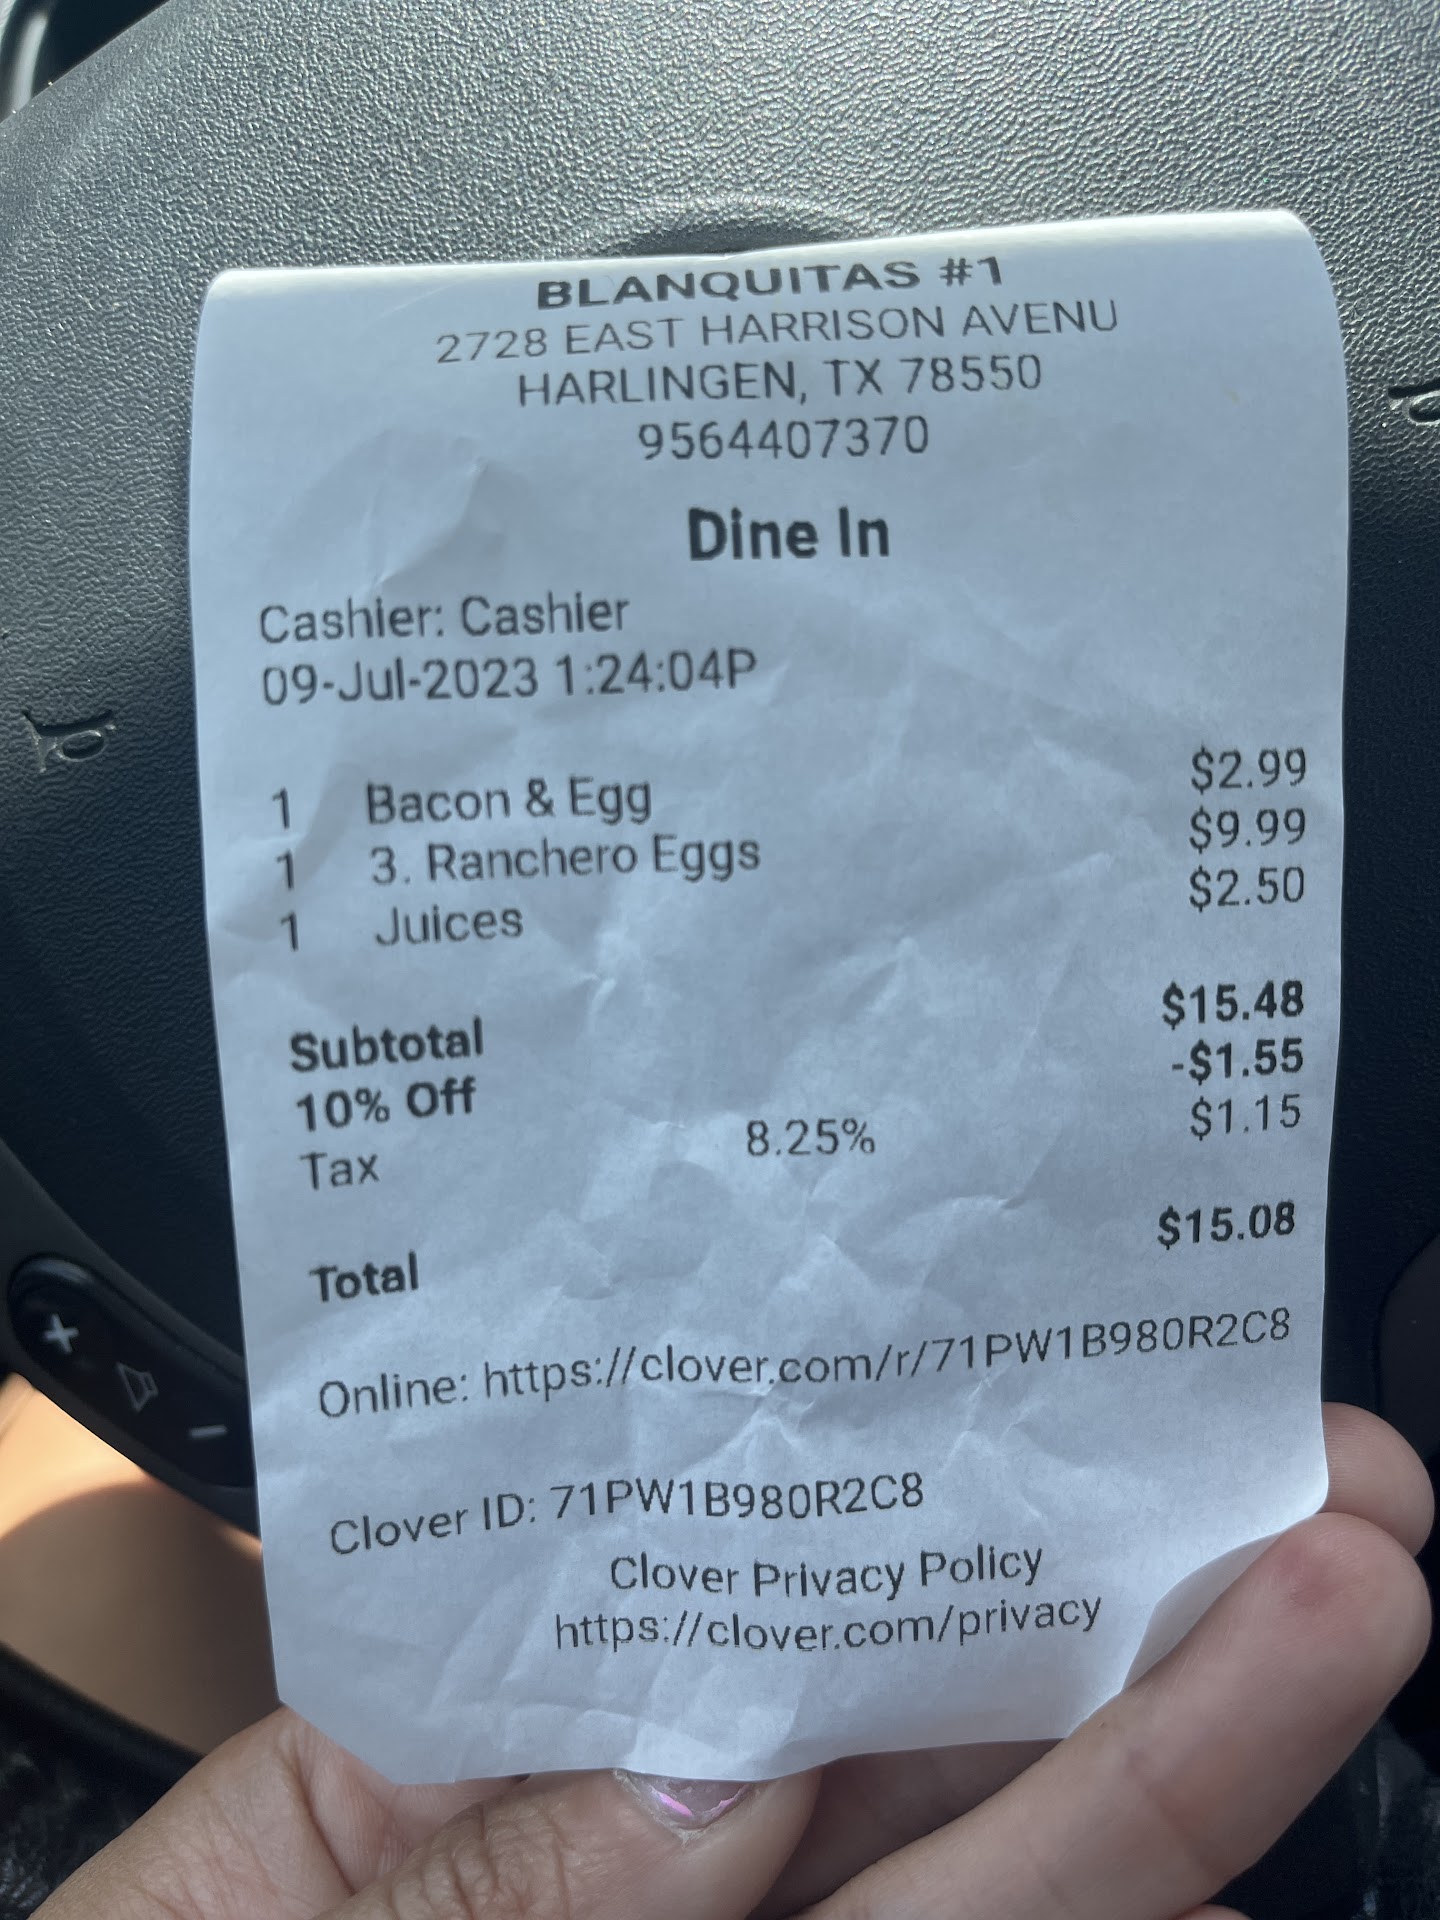 BLANQUITAS #1
2728 EAST HARRISON AVENU
HARLINGEN, TX 78550
9564407370
Dine In
Cashier: Cashier
09-Jul-2023 1:24:04P
1 Bacon & Egg $2.99
1 3. Ranchero Eggs $9.99
1 Juices $2.50
Subtotal $15.48
10% Off -$1.55
Tax 8.25% $1.15
Total $15.08
Online: https://clover.com/r/71PW1B980R2C8
Clover ID: 71PW1B980R2C8
Clover Privacy Policy
https://clover.com/privacy
+
−